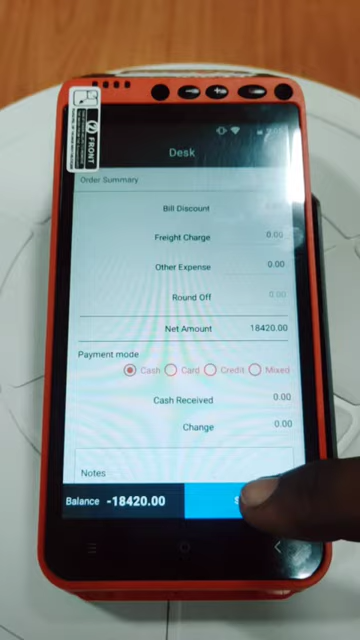 FRONT
Desk
Order Summary
Bill Discount
Freight Charge 0.00
Other Expense 0.00
Round Off 0.00
Net Amount 18420.00
Payment mode
Cash Card Credit Mixed
Cash Received 0.00
Change 0.00
Notes
Balance -18420.00